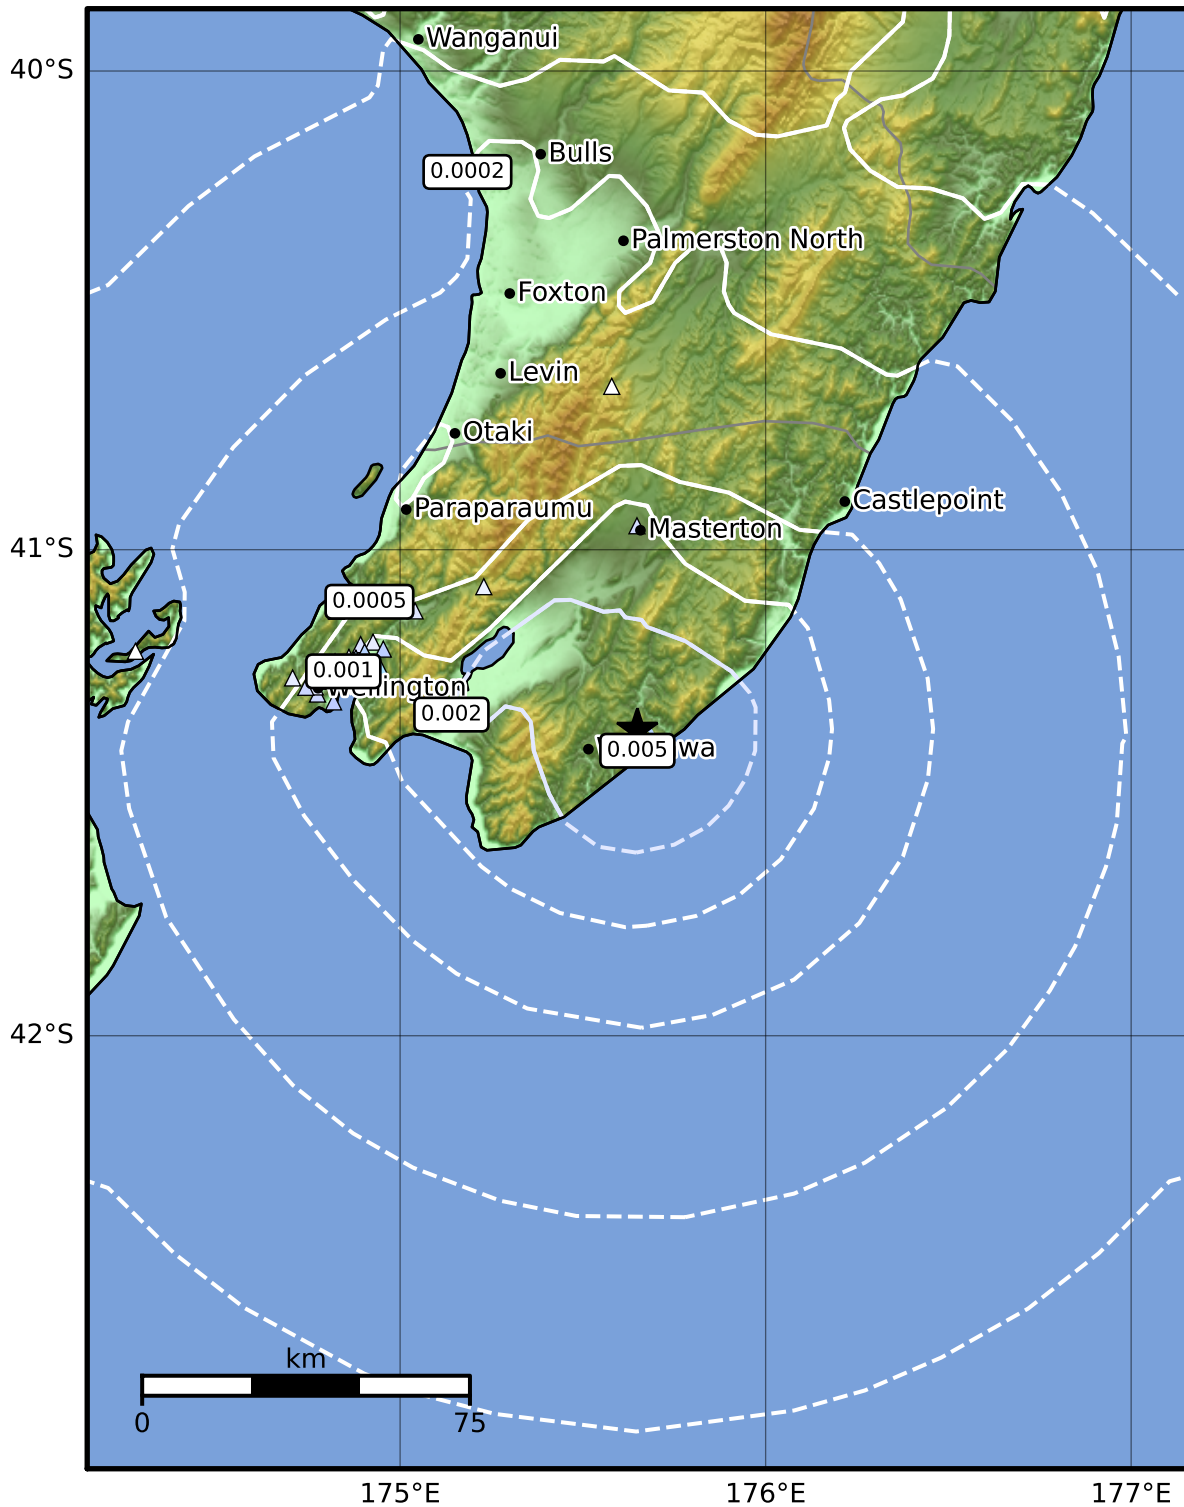 Wanganui
40°S
Bulls
0.0002
Palmerston North
Foxton
Levin
Otaki
Castlepoint
Paraparaumu
Masterton
41°S
0.0005
0.001
Wellington
0.002
0.005
42°S
km
0 75
175°E 176°E 177°E